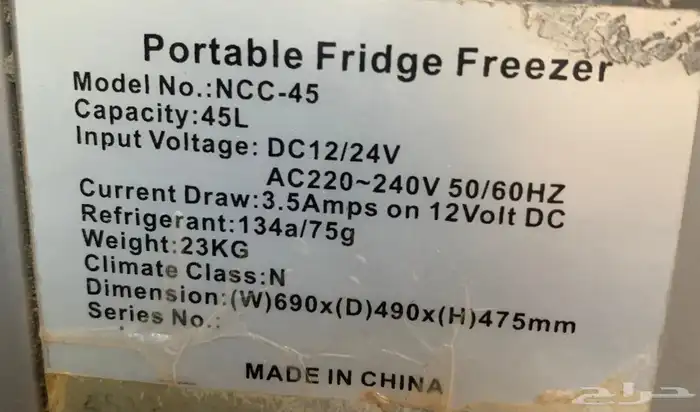 Portable Fridge Freezer
Model No.:NCC-45
Capacity:45L
Input Voltage: DC12/24V
AC220~240V 50/60HZ
Current Draw:3.5Amps on 12Volt DC
Refrigerant:134a/75g
Weight:23KG
Climate Class:N
Dimension:(W)690x(D)490x(H)475mm
Series No.:
MADE IN CHINA
حراج